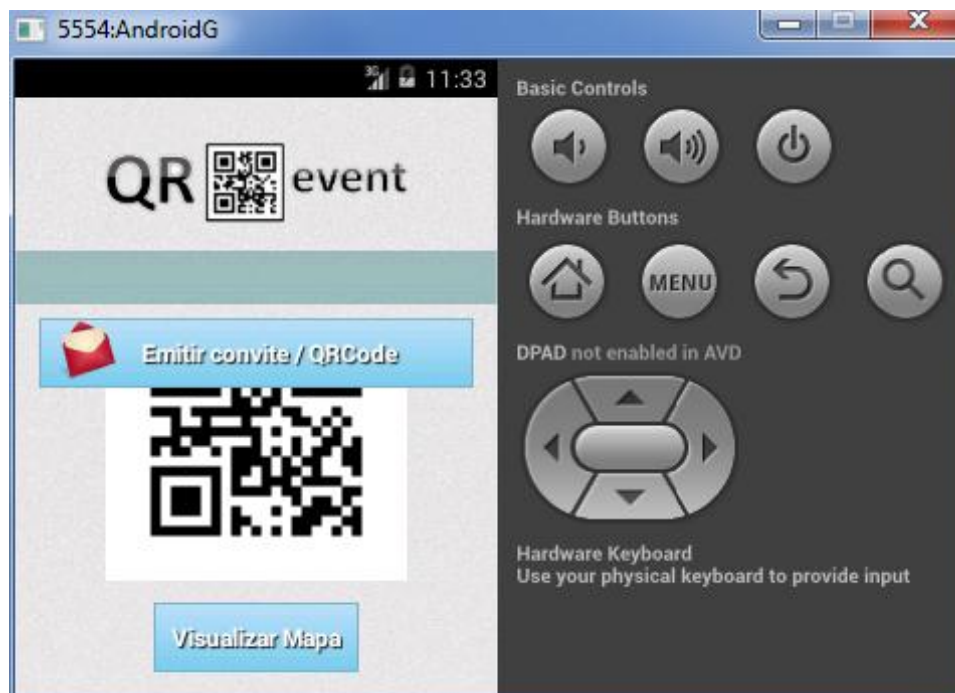 5554:AndroidG
3G 11:33
QR event
Emitir convite / QRCode
Visualizar Mapa
Basic Controls
Hardware Buttons
MENU
DPAD not enabled in AVD
Hardware Keyboard
Use your physical keyboard to provide input